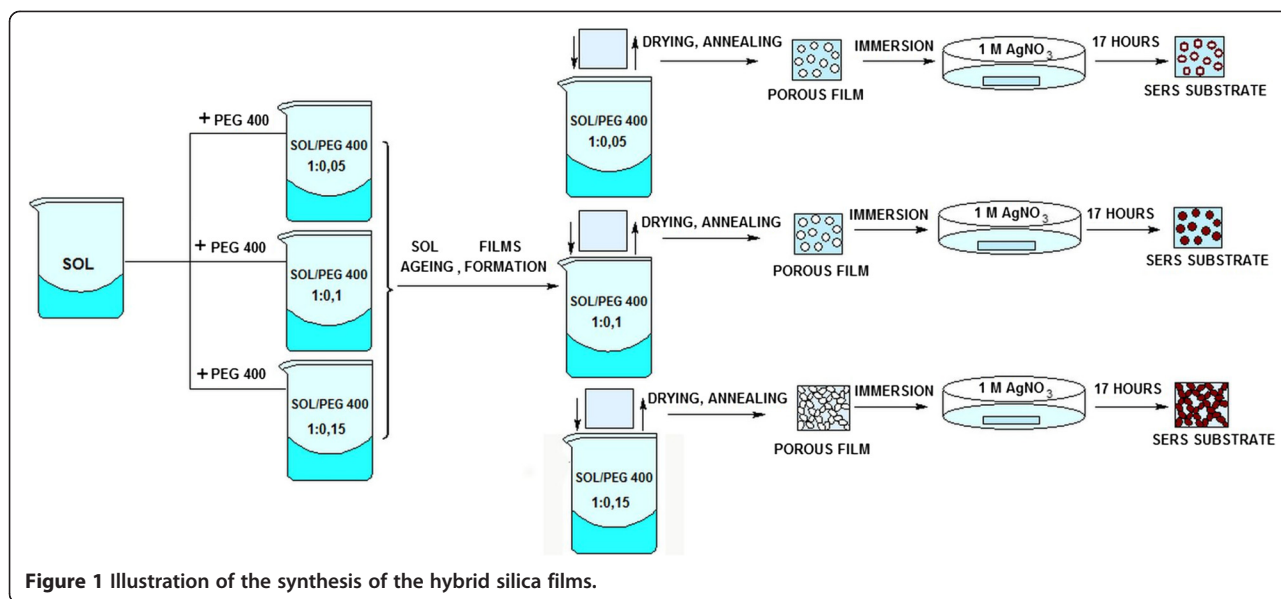 SOL
+ PEG 400
SOL/PEG 400
1:0,05
+ PEG 400
SOL/PEG 400
1:0,1
+ PEG 400
SOL/PEG 400
1:0,15
SOL FILMS
AGEING , FORMATION
SOL/PEG 400
1:0,05
DRYING, ANNEALING
POROUS FILM
IMMERSION
1 M AgNO3
17 HOURS
SERS SUBSTRATE
SOL/PEG 400
1:0,1
DRYING, ANNEALING
POROUS FILM
IMMERSION
1 M AgNO3
17 HOURS
SERS SUBSTRATE
SOL/PEG 400
1:0,15
DRYING, ANNEALING
POROUS FILM
IMMERSION
1 M AgNO3
17 HOURS
SERS SUBSTRATE
Figure 1 Illustration of the synthesis of the hybrid silica films.